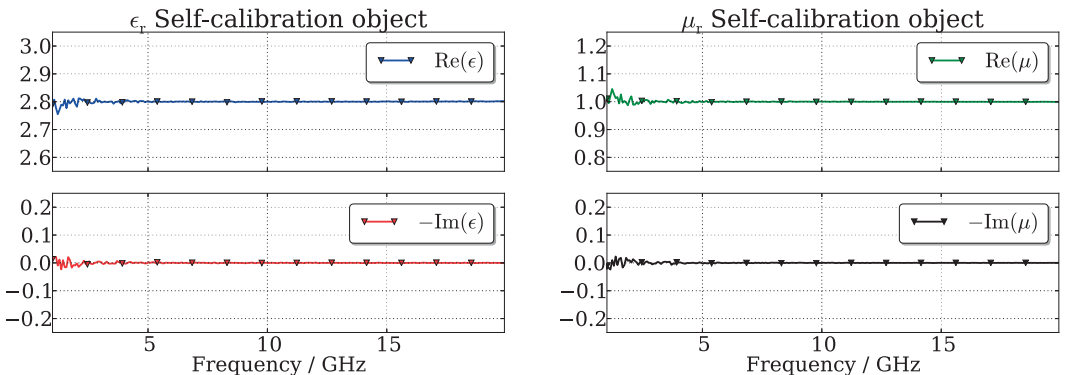 ϵr Self-calibration object
3.0
2.9
2.8
2.7
2.6
Re(ϵ)
0.2
0.1
0.0
−0.1
−0.2
−Im(ϵ)
5 10 15
Frequency / GHz
μr Self-calibration object
1.2
1.1
1.0
0.9
0.8
Re(μ)
0.2
0.1
0.0
−0.1
−0.2
−Im(μ)
5 10 15
Frequency / GHz